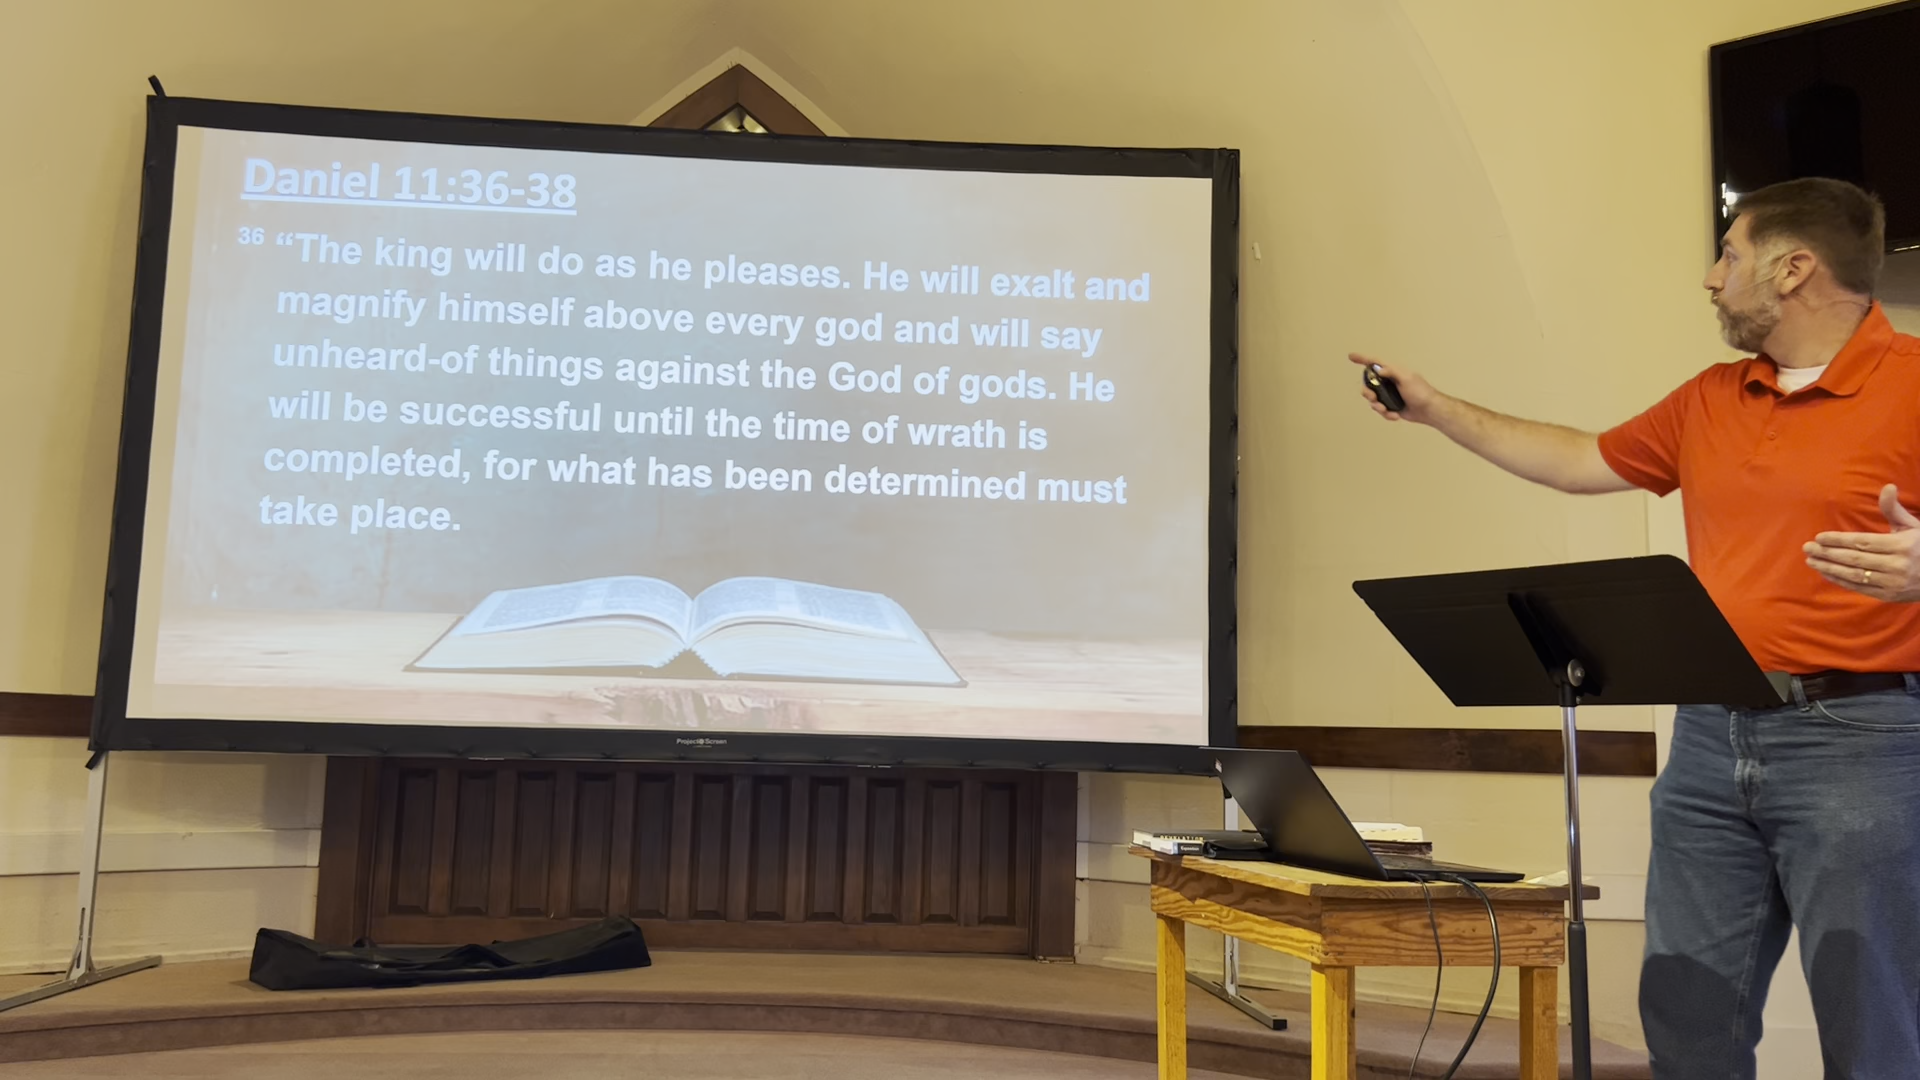 Daniel 11:36-38
36 “The king will do as he pleases. He will exalt and
magnify himself above every god and will say
unheard-of things against the God of gods. He
will be successful until the time of wrath is
completed, for what has been determined must
take place.
Project Screen